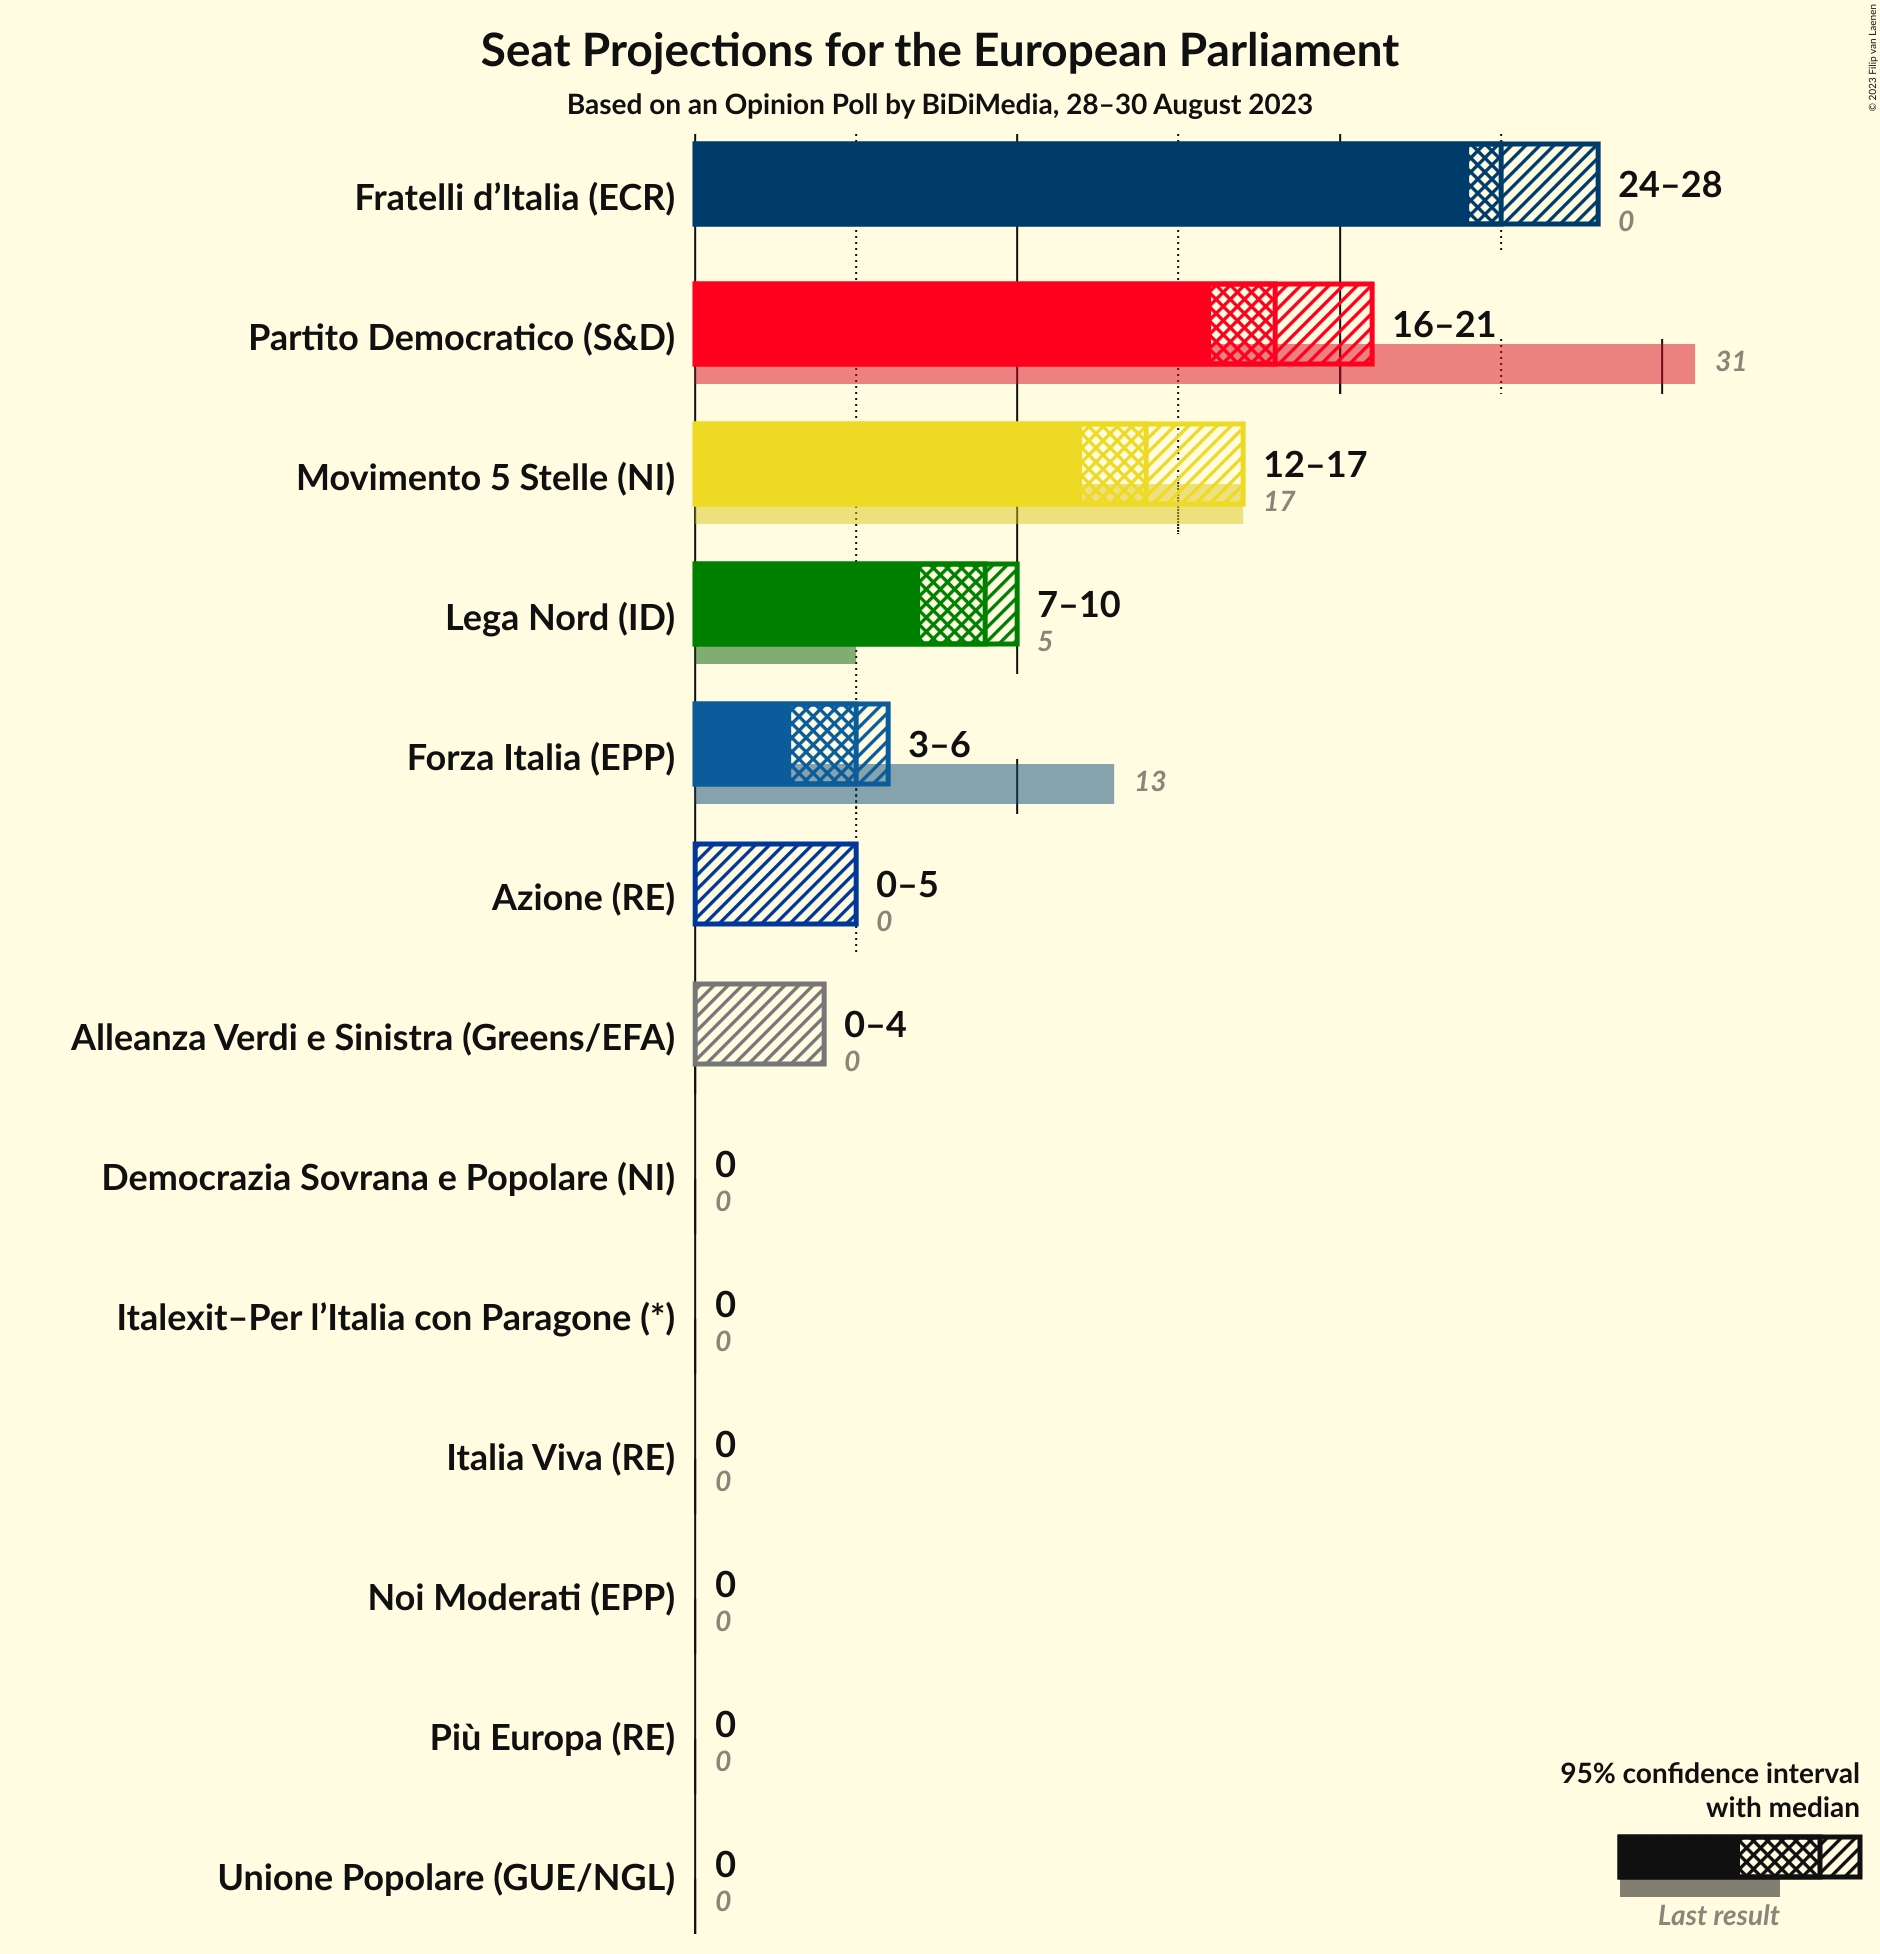 Seat Projections for the European Parliament
Based on an Opinion Poll by BiDiMedia, 28–30 August 2023
© 2023 Filip van Laenen
Fratelli d’Italia (ECR)
24–28
0
Partito Democratico (S&D)
16–21
31
Movimento 5 Stelle (NI)
12–17
17
Lega Nord (ID)
7–10
5
Forza Italia (EPP)
3–6
13
Azione (RE)
0–5
0
Alleanza Verdi e Sinistra (Greens/EFA)
0–4
0
Democrazia Sovrana e Popolare (NI)
0
0
Italexit–Per l’Italia con Paragone (*)
0
0
Italia Viva (RE)
0
0
Noi Moderati (EPP)
0
0
Più Europa (RE)
0
0
Unione Popolare (GUE/NGL)
0
0
95% confidence interval
with median
Last result